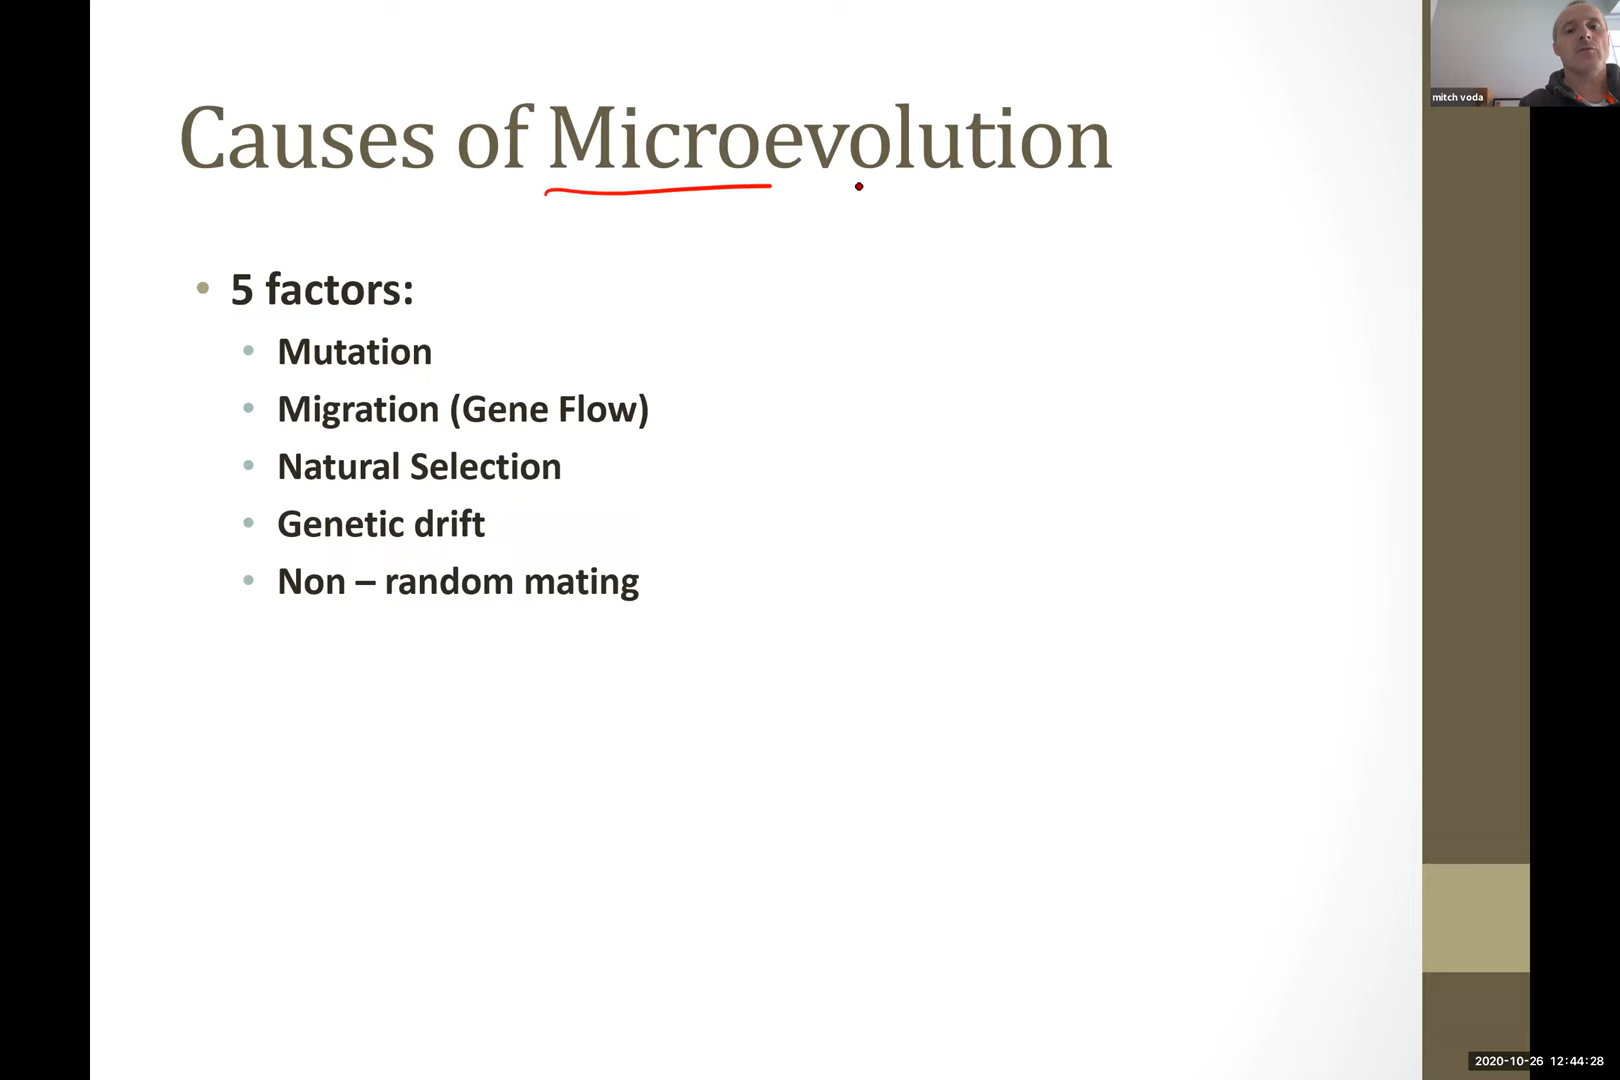 Causes of Microevolution
mitch voda
• 5 factors:
• Mutation
• Migration (Gene Flow)
• Natural Selection
• Genetic drift
• Non – random mating
2020-10-26 12:44:28